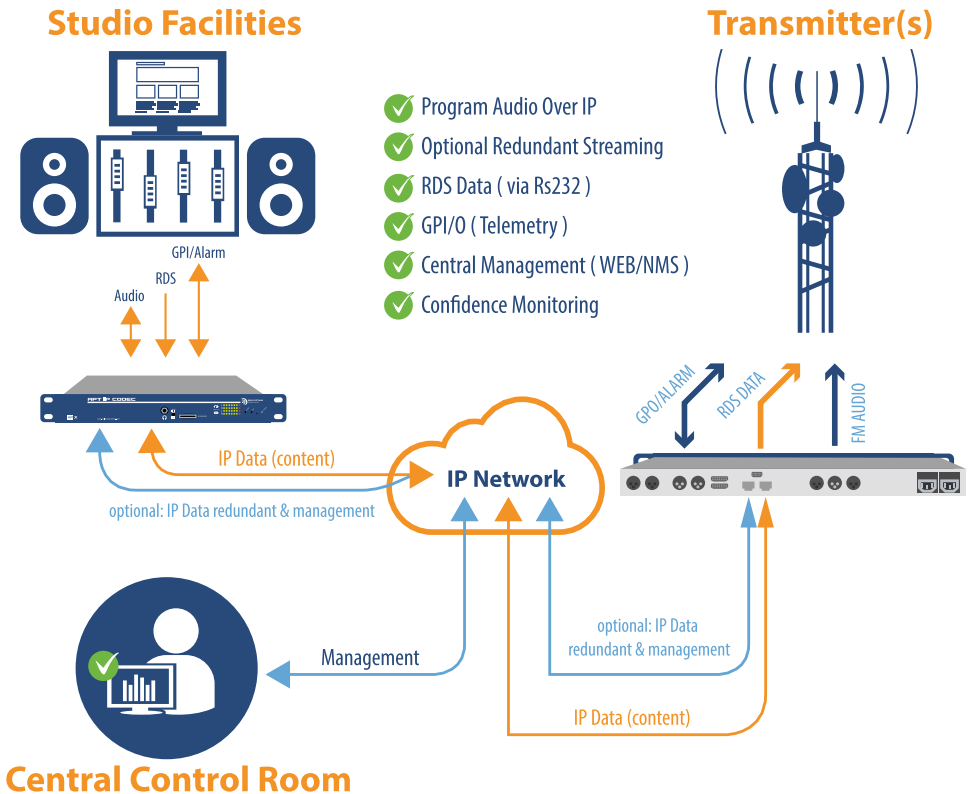 Studio Facilities
Transmitter(s)
Program Audio Over IP
Optional Redundant Streaming
RDS Data ( via Rs232 )
GPI/O ( Telemetry )
Central Management ( WEB/NMS )
Confidence Monitoring
GPI/Alarm
RDS
Audio
APT CODEC
GPO/ALARM
RDS DATA
FM AUDIO
IP Data (content)
IP Network
optional: IP Data redundant & management
optional: IP Data
redundant & management
Management
IP Data (content)
Central Control Room